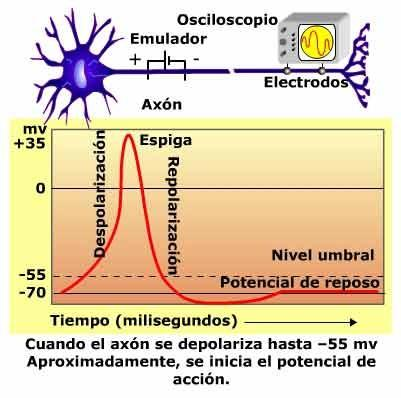 Osciloscopio
Emulador
+ -
Electrodos
Axón
mv
+35
Espiga
Despolarización
Repolarización
0
Nivel umbral
-55
Potencial de reposo
-70
Tiempo (milisegundos)
Cuando el axón se depolariza hasta –55 mv
Aproximadamente, se inicia el potencial de
acción.